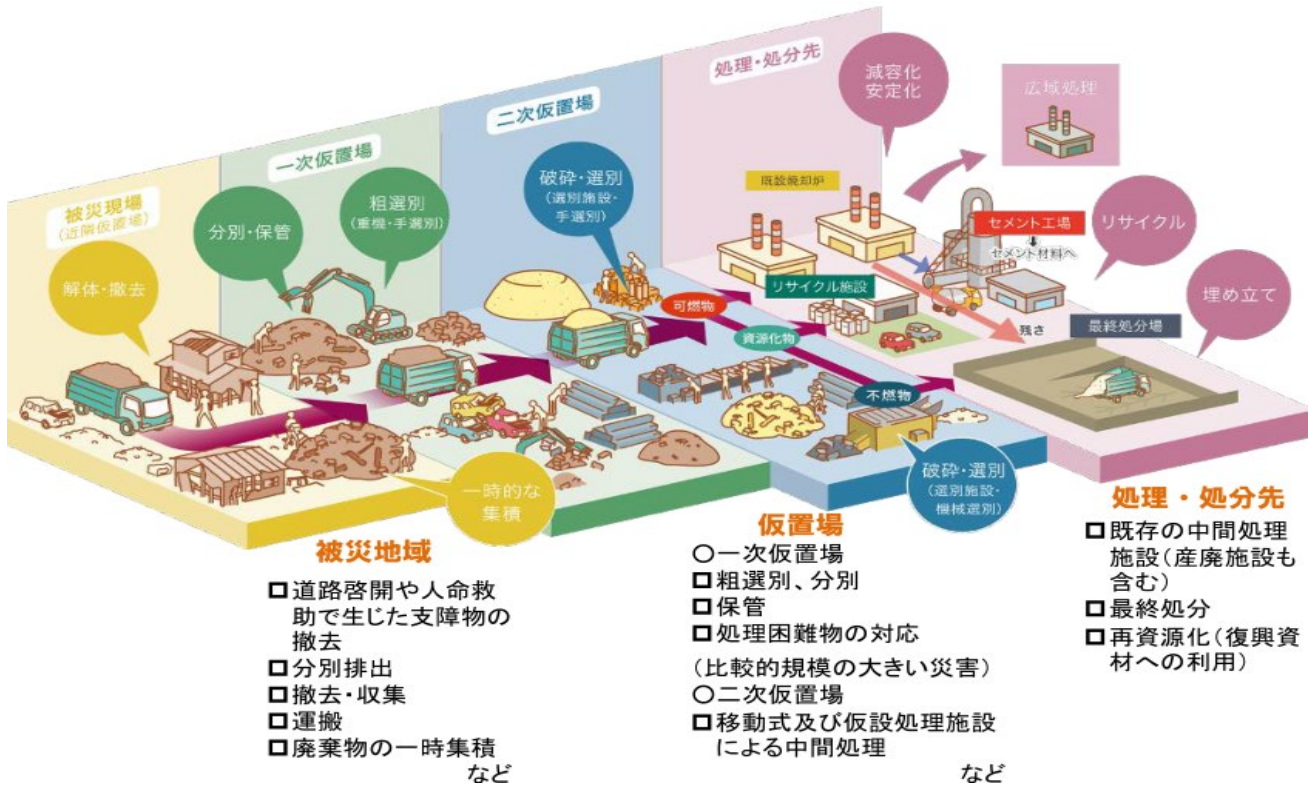 処理・処分先
減容化
安定化
広域処理
二次仮置場
一次仮置場
被災現場
(近隣仮置場)
破砕・選別
(選別施設・
手選別)
粗選別
(重機・手選別)
分別・保管
解体・撤去
既設焼却炉
セメント工場
セメント材料へ
リサイクル
リサイクル施設
可燃物
資源化物
不燃物
残さ
最終処分場
埋め立て
一時的な
集積
破砕・選別
(選別施設・
機械選別)
被災地域
□道路啓開や人命救
助で生じた支障物の
撤去
□分別排出
□撤去・収集
□運搬
□廃棄物の一時集積
など
仮置場
○一次仮置場
□粗選別、分別
□保管
□処理困難物の対応
(比較的規模の大きい災害)
○二次仮置場
□移動式及び仮設処理施設
による中間処理
など
処理・処分先
□既存の中間処理
施設(産廃施設も
含む)
□最終処分
□再資源化(復興資
材への利用)